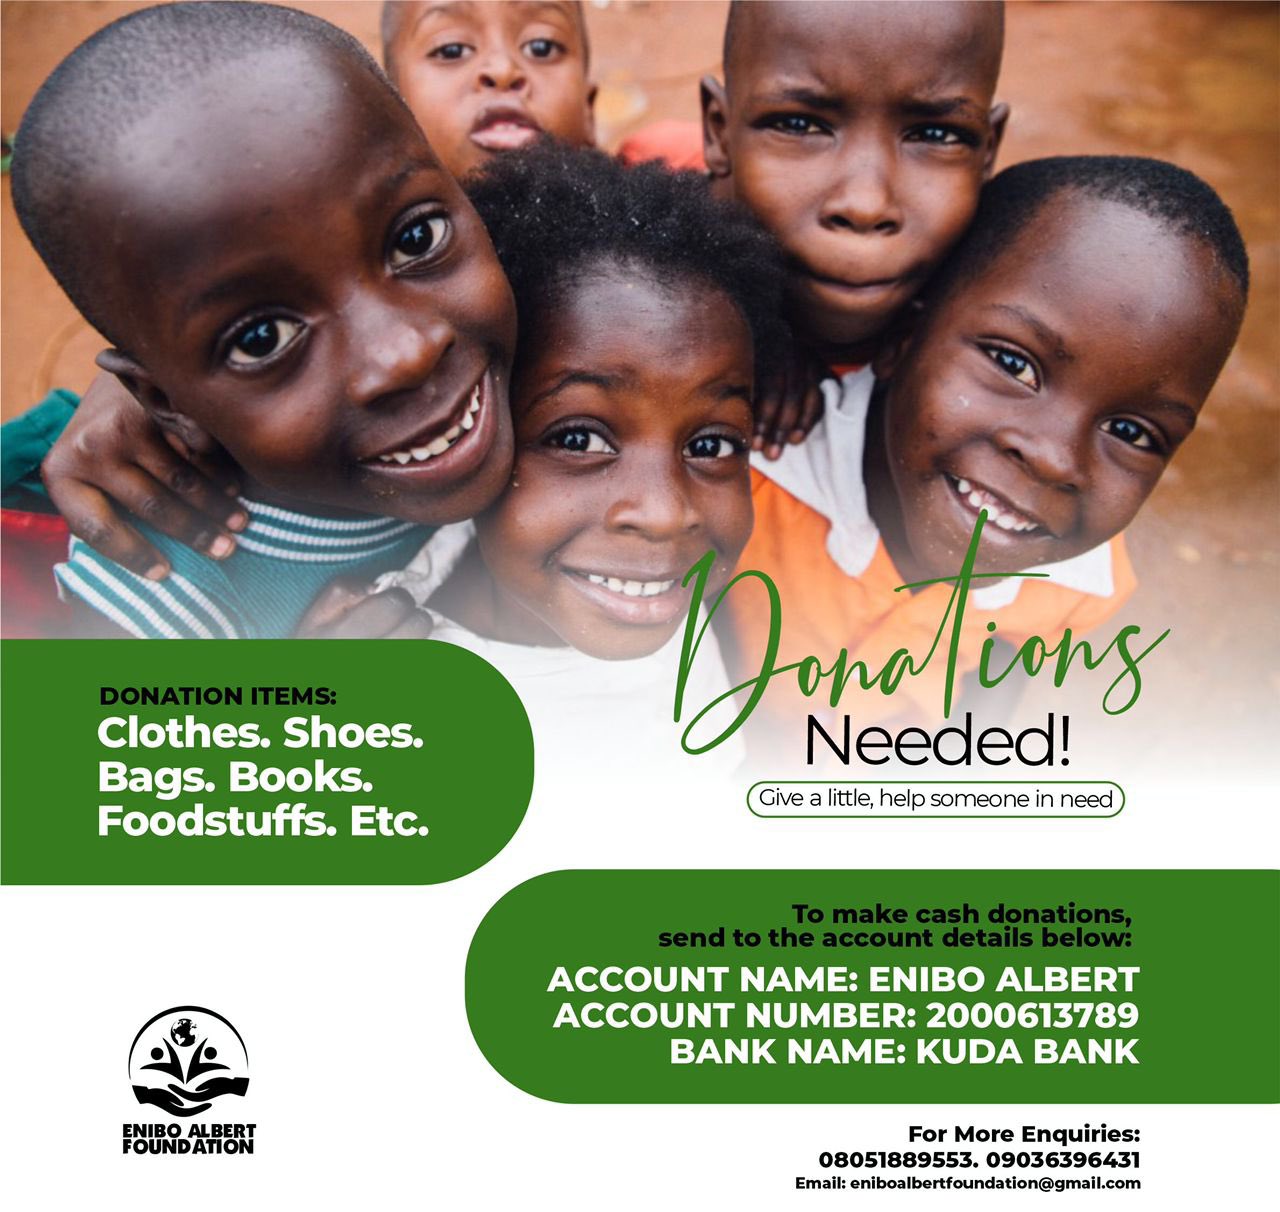 Donations
Needed!
Give a little, help someone in need
DONATION ITEMS:
Clothes. Shoes.
Bags. Books.
Foodstuffs. Etc.
To make cash donations,
send to the account details below:
ACCOUNT NAME: ENIBO ALBERT
ACCOUNT NUMBER: 2000613789
BANK NAME: KUDA BANK
ENIBO ALBERT
FOUNDATION
For More Enquiries:
08051889553. 09036396431
Email: eniboalbertfoundation@gmail.com